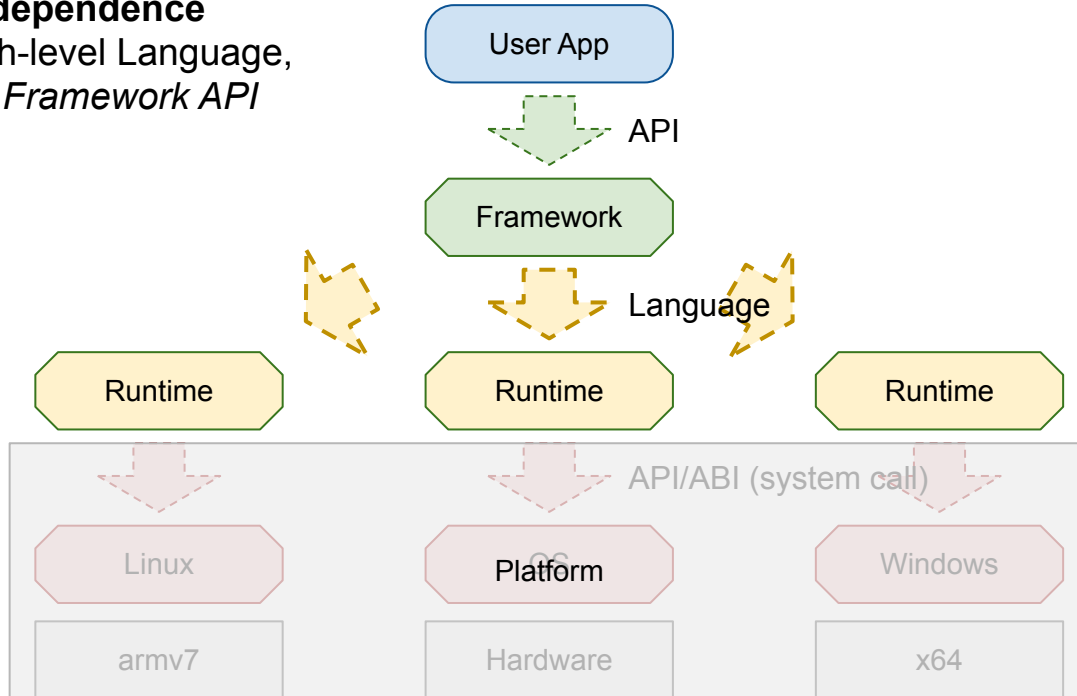 dependence
h-level Language,
Framework API
User App
API
Framework
Language
Runtime
Runtime
Runtime
API/ABI (system call)
Linux
OS
Platform
Windows
armv7
Hardware
x64